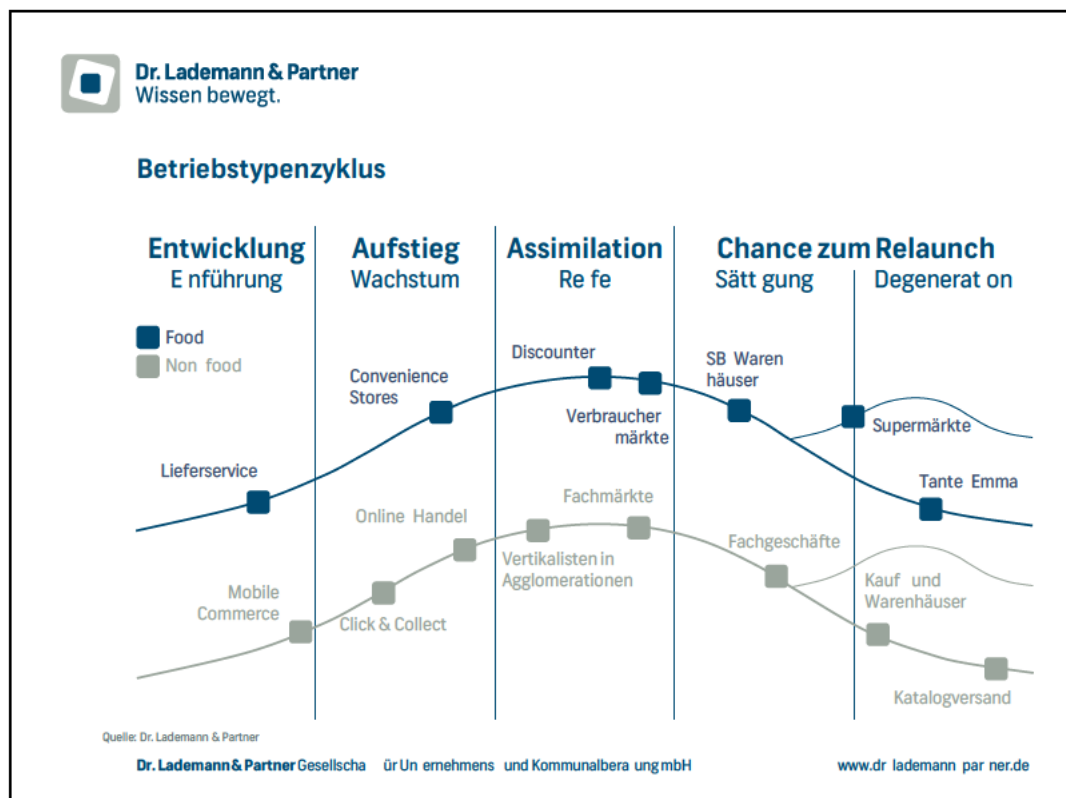 Dr. Lademann & Partner
Wissen bewegt.
Betriebstypenzyklus
Entwicklung
E nführung
Aufstieg
Wachstum
Assimilation
Re fe
Chance zum Relaunch
Sätt gung
Degenerat on
Food
Non food
Lieferservice
Convenience
Stores
Discounter
Verbraucher
märkte
SB Waren
häuser
Supermärkte
Tante Emma
Mobile
Commerce
Click & Collect
Online Handel
Vertikalisten in
Agglomerationen
Fachmärkte
Fachgeschäfte
Kauf und
Warenhäuser
Katalogversand
Quelle: Dr. Lademann & Partner
Dr. Lademann & Partner Gesellscha ür Un ernehmens und Kommunalbera ung mbH
www.dr lademann par ner.de